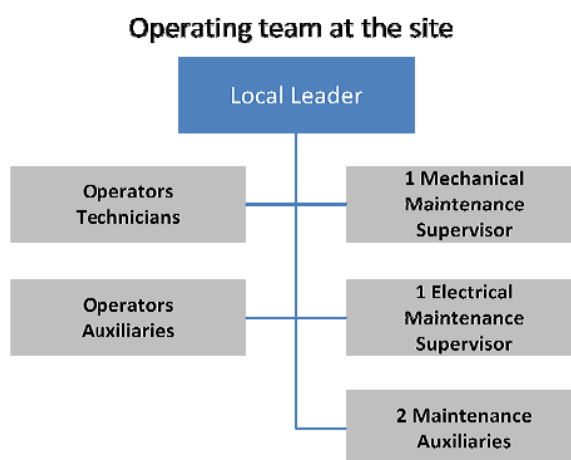 Operating team at the site
Local Leader
Operators
Technicians
1 Mechanical
Maintenance
Supervisor
Operators
Auxiliaries
1 Electrical
Maintenance
Supervisor
2 Maintenance
Auxiliaries